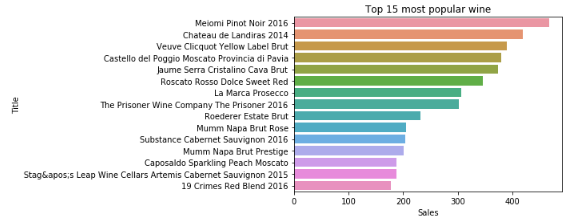 Top 15 most popular wine
Meiomi Pinot Noir 2016
Chateau de Landiras 2014
Veuve Clicquot Yellow Label Brut
Castello del Poggio Moscato Provincia di Pavia
Jaume Serra Cristalino Cava Brut
Roscato Rosso Dolce Sweet Red
La Marca Prosecco
The Prisoner Wine Company The Prisoner 2016
Roederer Estate Brut
Mumm Napa Brut Rose
Substance Cabernet Sauvignon 2016
Mumm Napa Brut Prestige
Caposaldo Sparkling Peach Moscato
Stag&apos;s Leap Wine Cellars Artemis Cabernet Sauvignon 2015
19 Crimes Red Blend 2016
Title
0 100 200 300 400
Sales